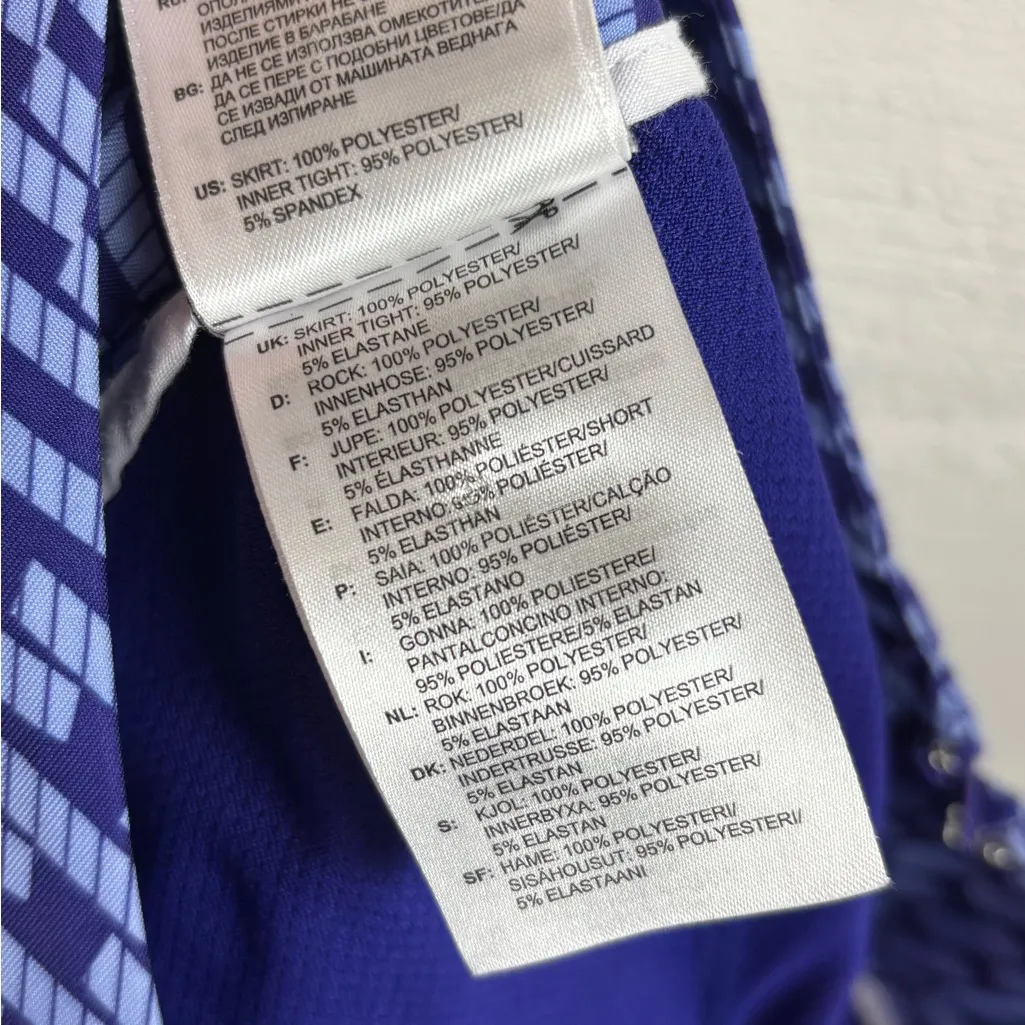 ИЗДЕЛИЯМИ
ПОСЛЕ СТИРКИ НЕ
ИЗДЕЛИЕ В БАРАБАНЕ
BG: ДА НЕ СЕ ИЗПОЛЗВА ОМЕКОТИТЕЛ
ДА СЕ ПЕРЕ С ПОДОБНИ ЦВЕТОВЕ/ДА
СЕ ИЗВАДИ ОТ МАШИНАТА ВЕДНАГА
СЛЕД ИЗПИРАНЕ
US: SKIRT: 100% POLYESTER/
INNER TIGHT: 95% POLYESTER/
5% SPANDEX
UK: SKIRT: 100% POLYESTER/
INNER TIGHT: 95% POLYESTER/
5% ELASTANE
D: ROCK: 100% POLYESTER/
INNENHOSE: 95% POLYESTER/
5% ELASTHAN
F: JUPE: 100% POLYESTER/CUISSARD
INTERIEUR: 95% POLYESTER/
5% ÉLASTHANNE
E: FALDA: 100% POLIÉSTER/SHORT
INTERNO: 95% POLIÉSTER/
5% ELASTHAN
P: SAIA: 100% POLIÉSTER/CALÇÃO
INTERNO: 95% POLIÉSTER/
5% ELASTANO
I: GONNA: 100% POLIESTERE/
PANTALCONCINO INTERNO:
95% POLIESTERE/5% ELASTAN
NL: ROK: 100% POLYESTER/
BINNENBROEK: 95% POLYESTER/
5% ELASTAAN
DK: NEDERDEL: 100% POLYESTER/
INDERTRUSSE: 95% POLYESTER/
5% ELASTAN
S: KJOL: 100% POLYESTER/
INNERBYXA: 95% POLYESTER/
5% ELASTAN
SF: HAME: 100% POLYESTERI/
SISÄHOUSUT: 95% POLYESTERI/
5% ELASTAANI